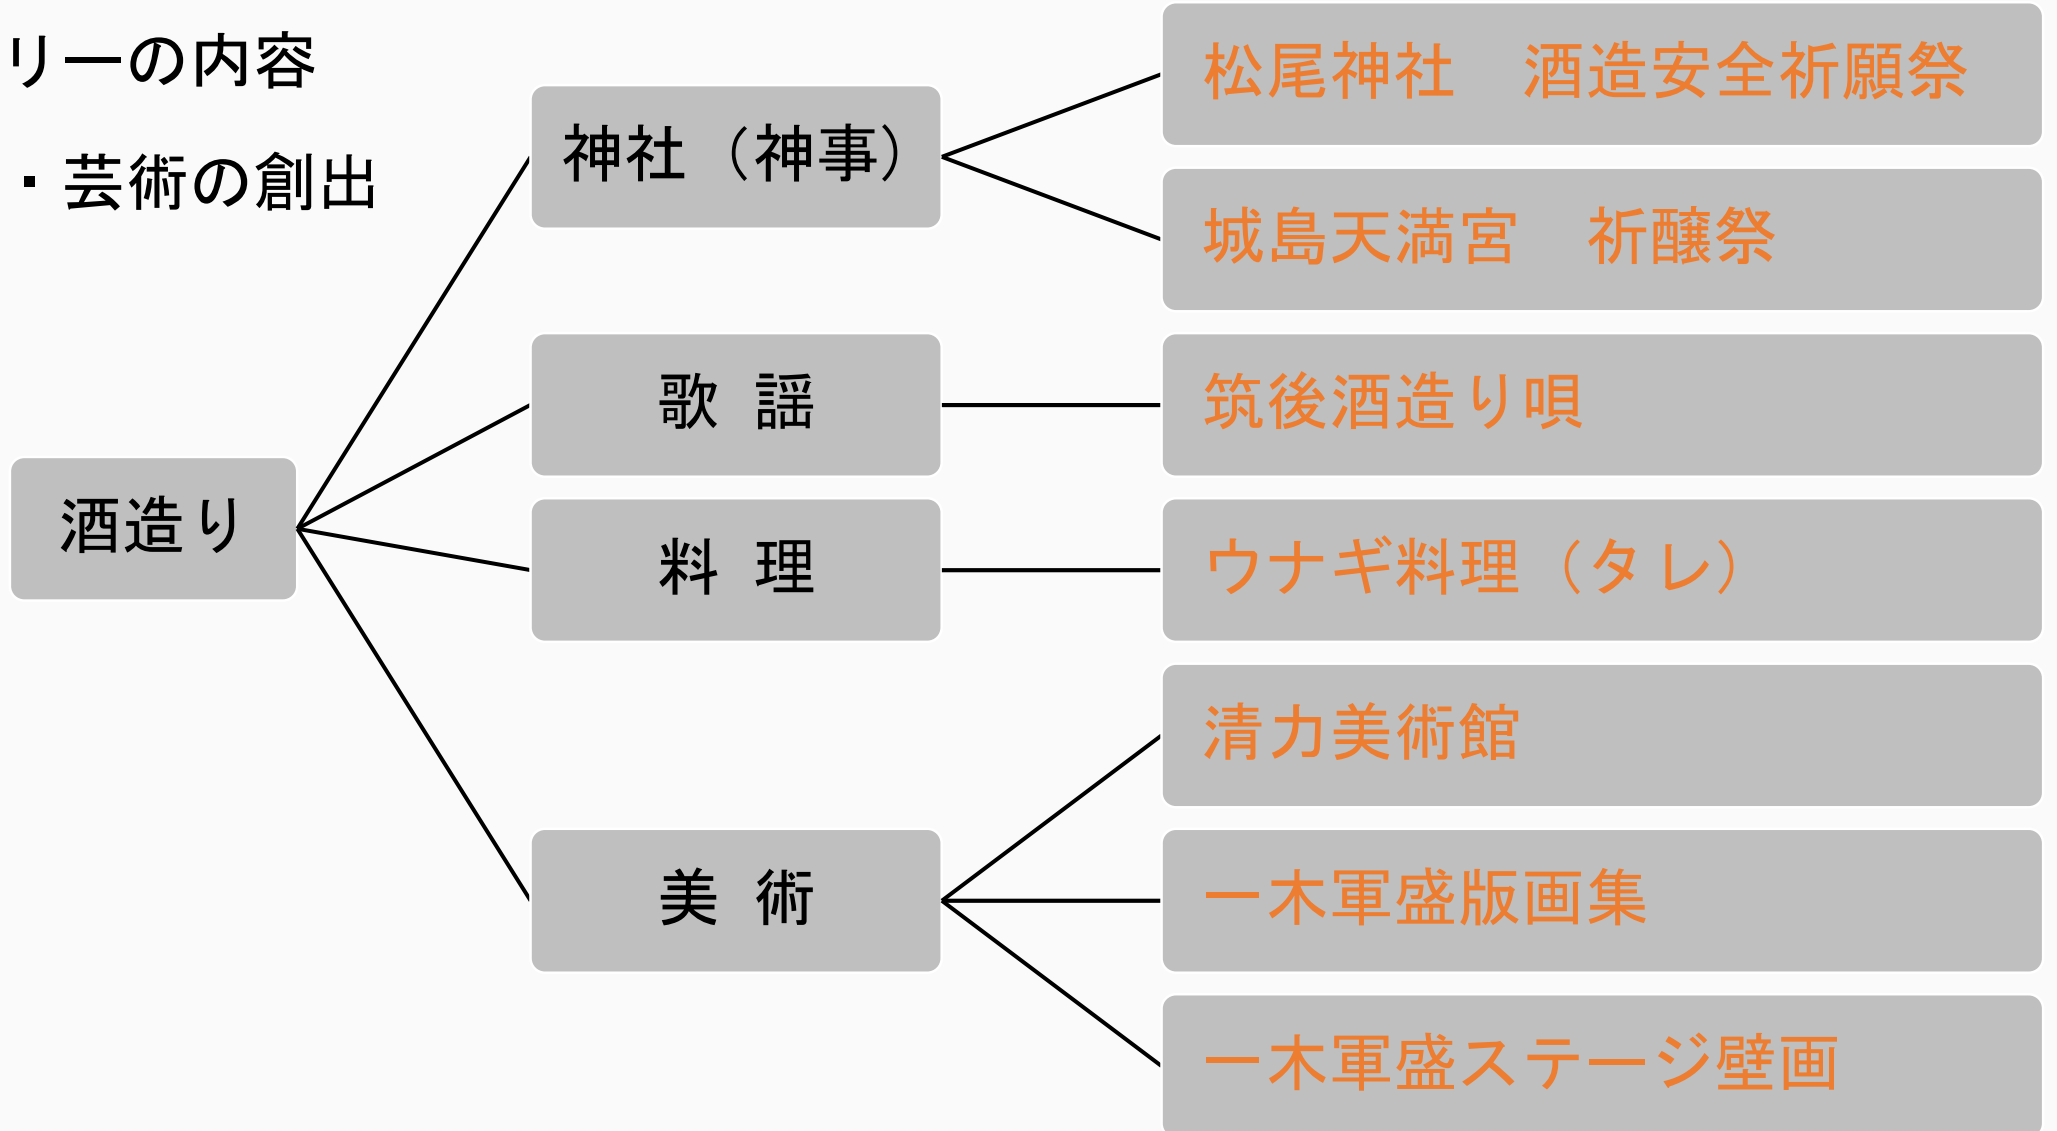 リーの内容
・芸術の創出
酒造り
神社（神事）
松尾神社　酒造安全祈願祭
城島天満宮　祈醸祭
歌 謡
筑後酒造り唄
料 理
ウナギ料理（タレ）
美 術
清力美術館
一木軍盛版画集
一木軍盛ステージ壁画